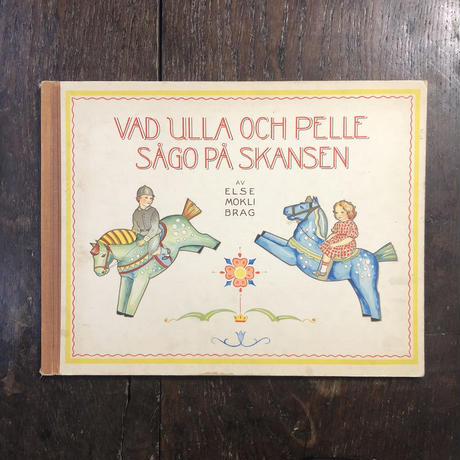 VAD ULLA OCH PELLE
SÅGO PÅ SKANSEN
AV
ELSE
MOKLI
BRAG